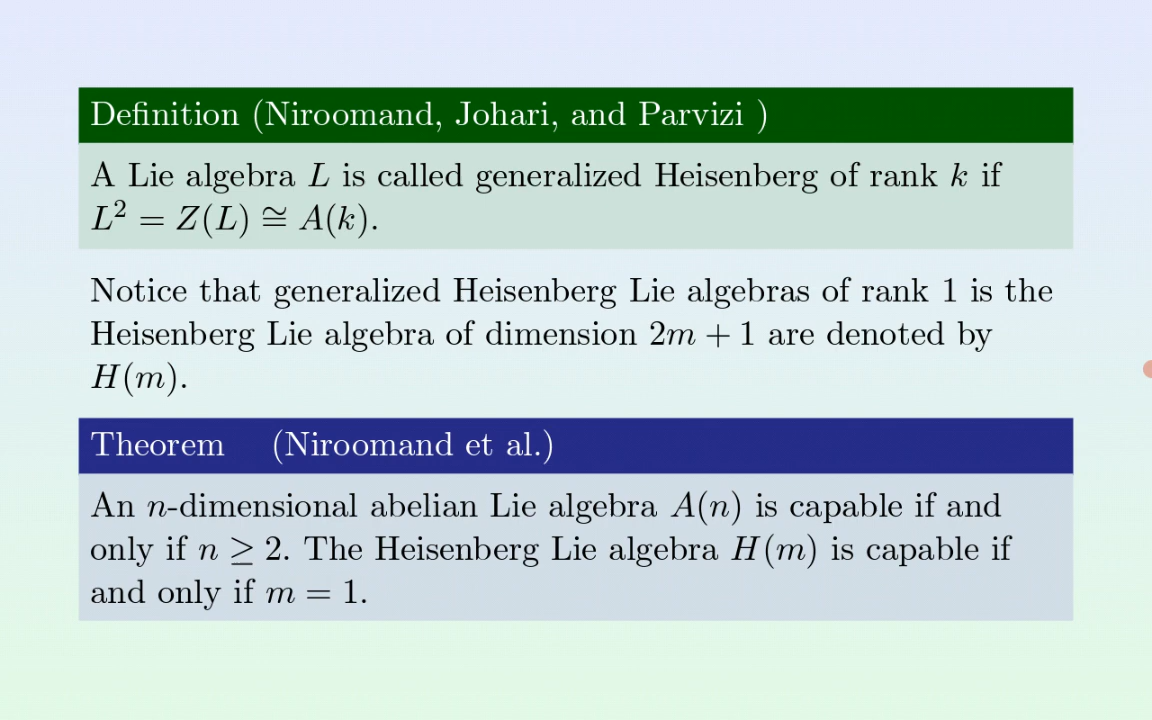 Definition (Niroomand, Johari, and Parvizi )
A Lie algebra L is called generalized Heisenberg of rank k if
L² = Z(L) ≅ A(k).
Notice that generalized Heisenberg Lie algebras of rank 1 is the
Heisenberg Lie algebra of dimension 2m + 1 are denoted by
H(m).
Theorem (Niroomand et al.)
An n-dimensional abelian Lie algebra A(n) is capable if and
only if n ≥ 2. The Heisenberg Lie algebra H(m) is capable if
and only if m = 1.